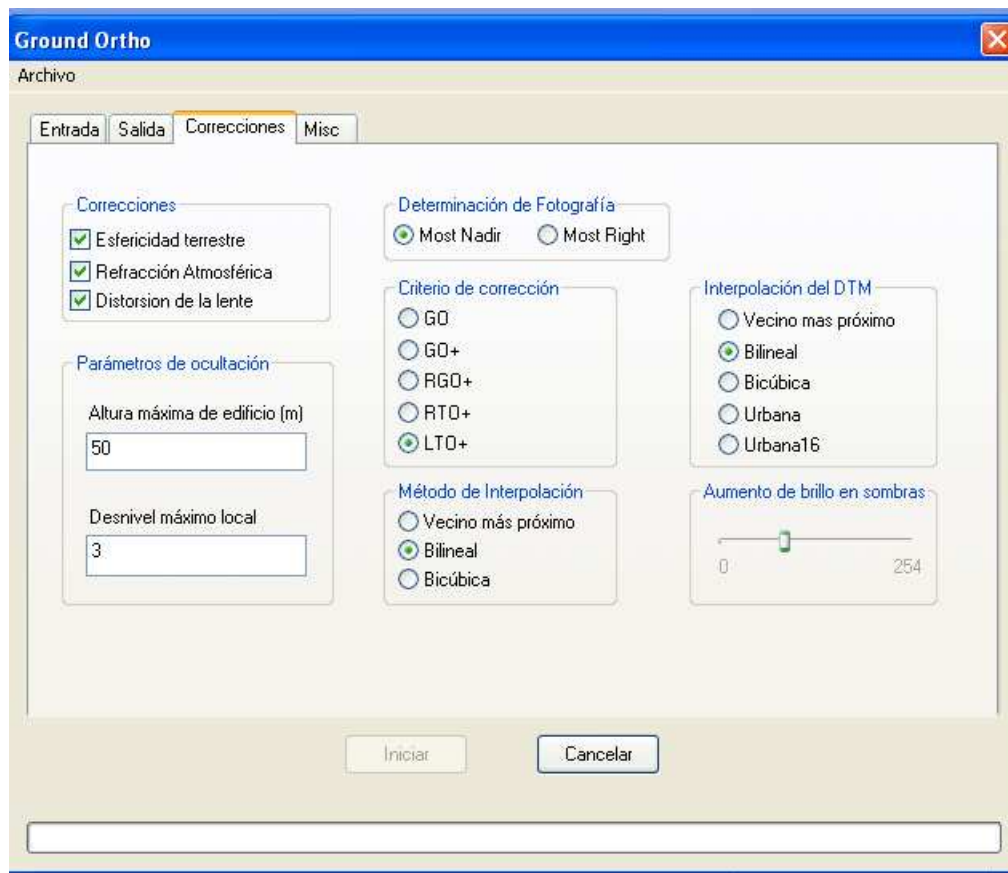 Ground Ortho
Archivo
Entrada Salida Correcciones Misc
Correcciones
Esfericidad terrestre
Refracción Atmosférica
Distorsion de la lente
Parámetros de ocultación
Altura máxima de edificio (m)
50
Desnivel máximo local
3
Determinación de Fotografía
Most Nadir Most Right
Criterio de corrección
GO
GO+
RGO+
RTO+
LTO+
Método de Interpolación
Vecino más próximo
Bilineal
Bicúbica
Interpolación del DTM
Vecino mas próximo
Bilineal
Bicúbica
Urbana
Urbana16
Aumento de brillo en sombras
0 254
Iniciar Cancelar